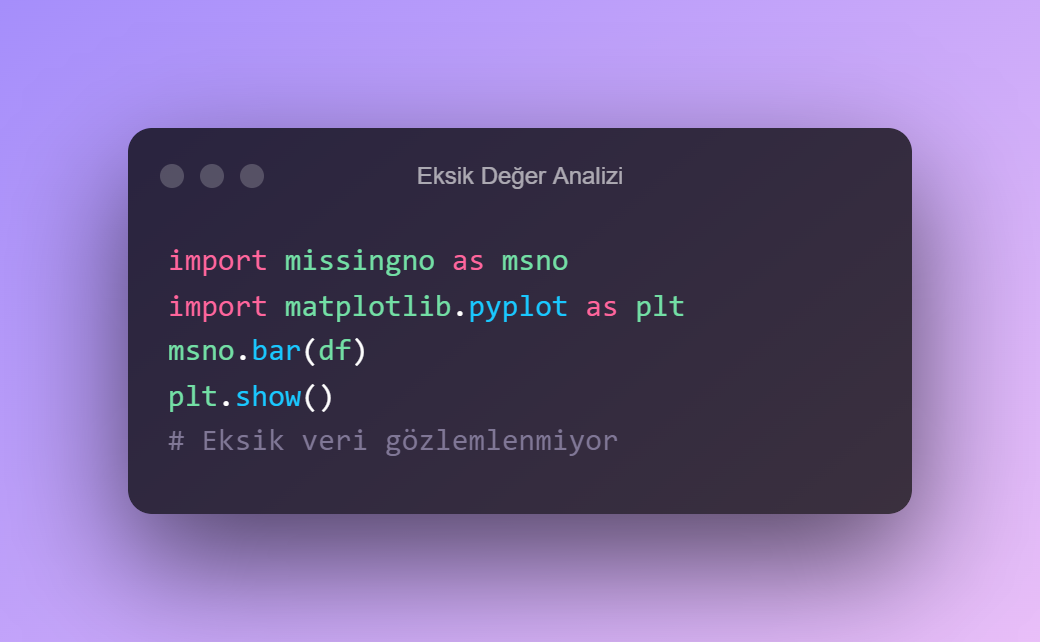 Eksik Değer Analizi
import missingno as msno
import matplotlib.pyplot as plt
msno.bar(df)
plt.show()
# Eksik veri gözlemlenmiyor